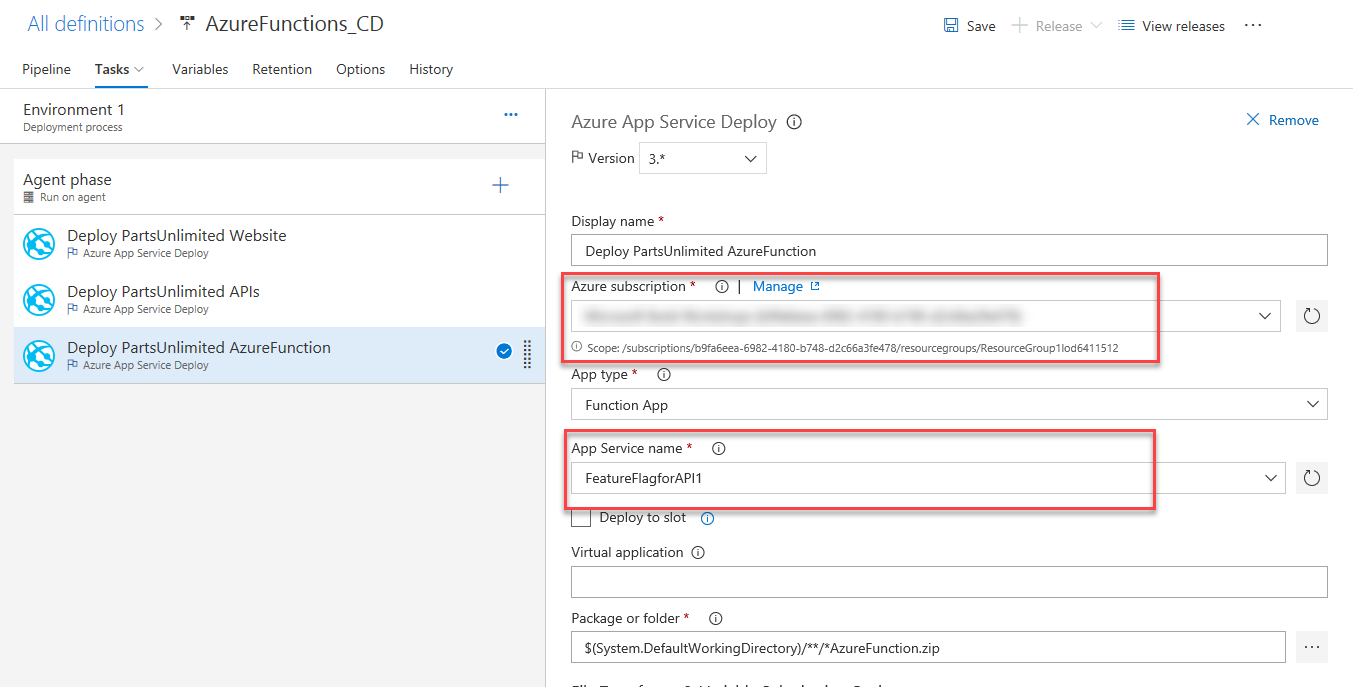 All definitions > AzureFunctions_CD
Save Release View releases ...
Pipeline Tasks Variables Retention Options History
Environment 1
Deployment process
Agent phase
Run on agent
Deploy PartsUnlimited Website
Azure App Service Deploy
Deploy PartsUnlimited APIs
Azure App Service Deploy
Deploy PartsUnlimited AzureFunction
Azure App Service Deploy
Azure App Service Deploy
Remove
Version 3.*
Display name *
Deploy PartsUnlimited AzureFunction
Azure subscription * | Manage
Scope: /subscriptions/b9fa6eea-6982-4180-b748-d2c66a3fe478/resourcegroups/ResourceGroup1lod6411512
App type *
Function App
App Service name *
FeatureFlagforAPI1
Deploy to slot
Virtual application
Package or folder *
$(System.DefaultWorkingDirectory)/**/*AzureFunction.zip